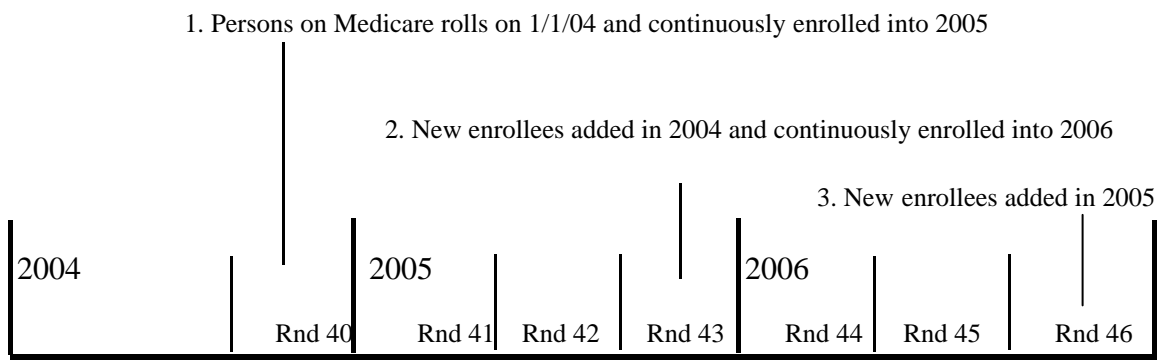 1. Persons on Medicare rolls on 1/1/04 and continuously enrolled into 2005
2. New enrollees added in 2004 and continuously enrolled into 2006
3. New enrollees added in 2005
2004 2005 2006
Rnd 40 Rnd 41 Rnd 42 Rnd 43 Rnd 44 Rnd 45 Rnd 46